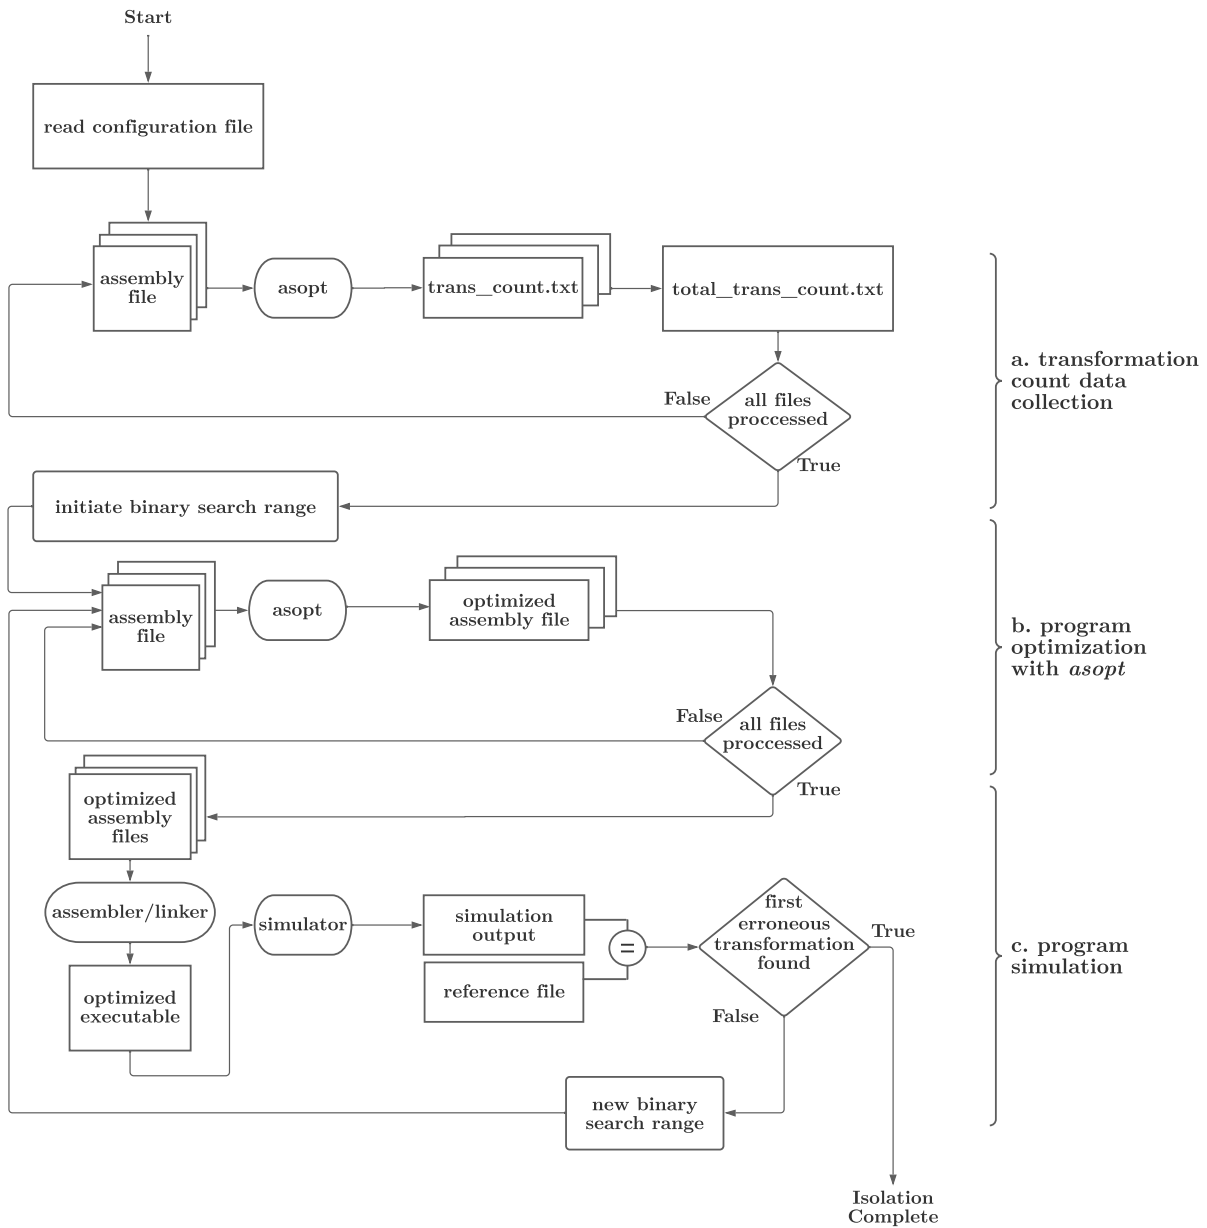 Start
read configuration file
assembly
file
asopt
trans_count.txt
total_trans_count.txt
a. transformation
count data
collection
False
all files
proccessed
True
initiate binary search range
assembly
file
asopt
optimized
assembly file
b. program
optimization
with asopt
False
all files
proccessed
True
optimized
assembly
files
assembler/linker
optimized
executable
simulator
simulation
output
=
reference file
first
erroneous
transformation
found
True
False
c. program
simulation
new binary
search range
Isolation
Complete